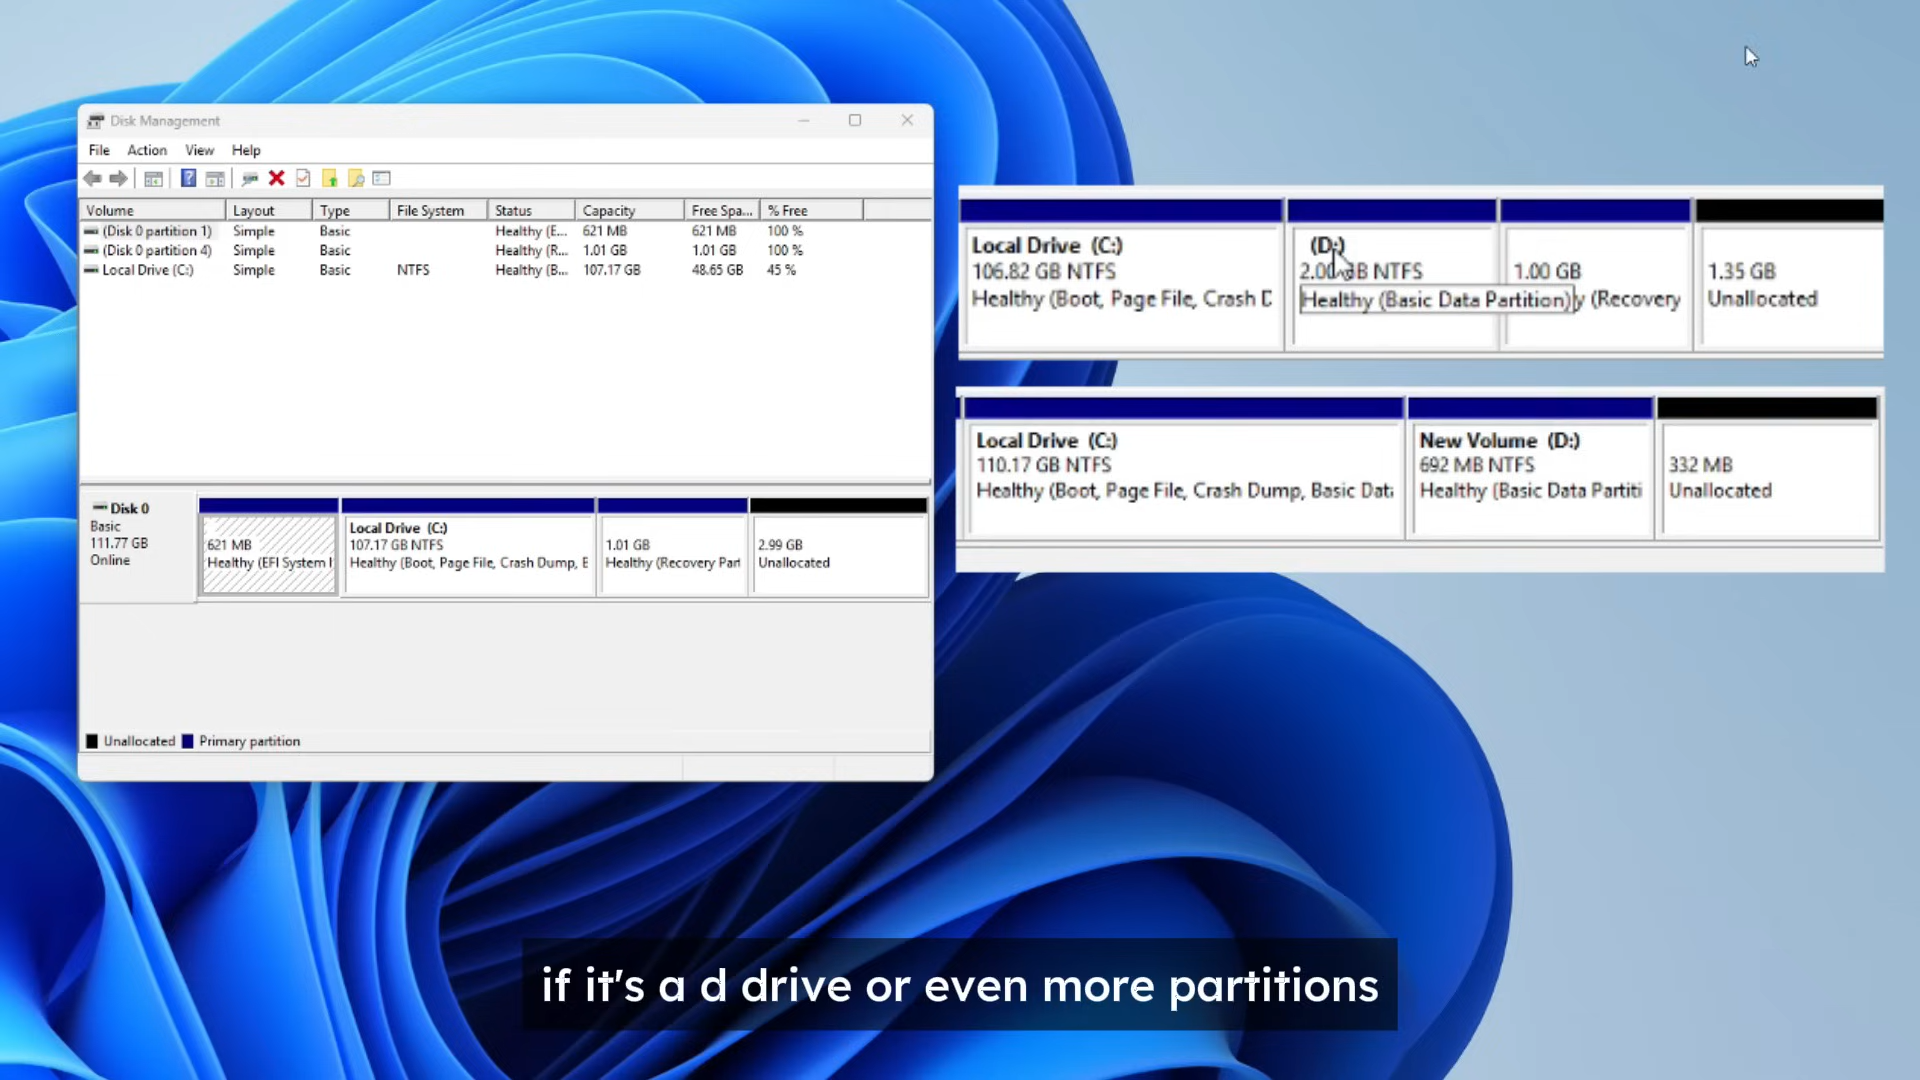 Disk Management
File Action View Help
Volume Layout Type File System Status Capacity Free Spa... % Free
(Disk 0 partition 1) Simple Basic Healthy (E... 621 MB 621 MB 100 %
(Disk 0 partition 4) Simple Basic Healthy (R... 1.01 GB 1.01 GB 100 %
Local Drive (C:) Simple Basic NTFS Healthy (B... 107.17 GB 48.65 GB 45 %
Disk 0
Basic
111.77 GB
Online
621 MB
Healthy (EFI System
Local Drive (C:)
107.17 GB NTFS
Healthy (Boot, Page File, Crash Dump, E
1.01 GB
Healthy (Recovery Part
2.99 GB
Unallocated
Unallocated Primary partition
Local Drive (C:)
106.82 GB NTFS
Healthy (Boot, Page File, Crash D
(D:)
2.00 GB NTFS
Healthy (Basic Data Partition)
1.00 GB
y (Recovery
1.35 GB
Unallocated
Local Drive (C:)
110.17 GB NTFS
Healthy (Boot, Page File, Crash Dump, Basic Data
New Volume (D:)
692 MB NTFS
Healthy (Basic Data Partiti
332 MB
Unallocated
if it's a d drive or even more partitions